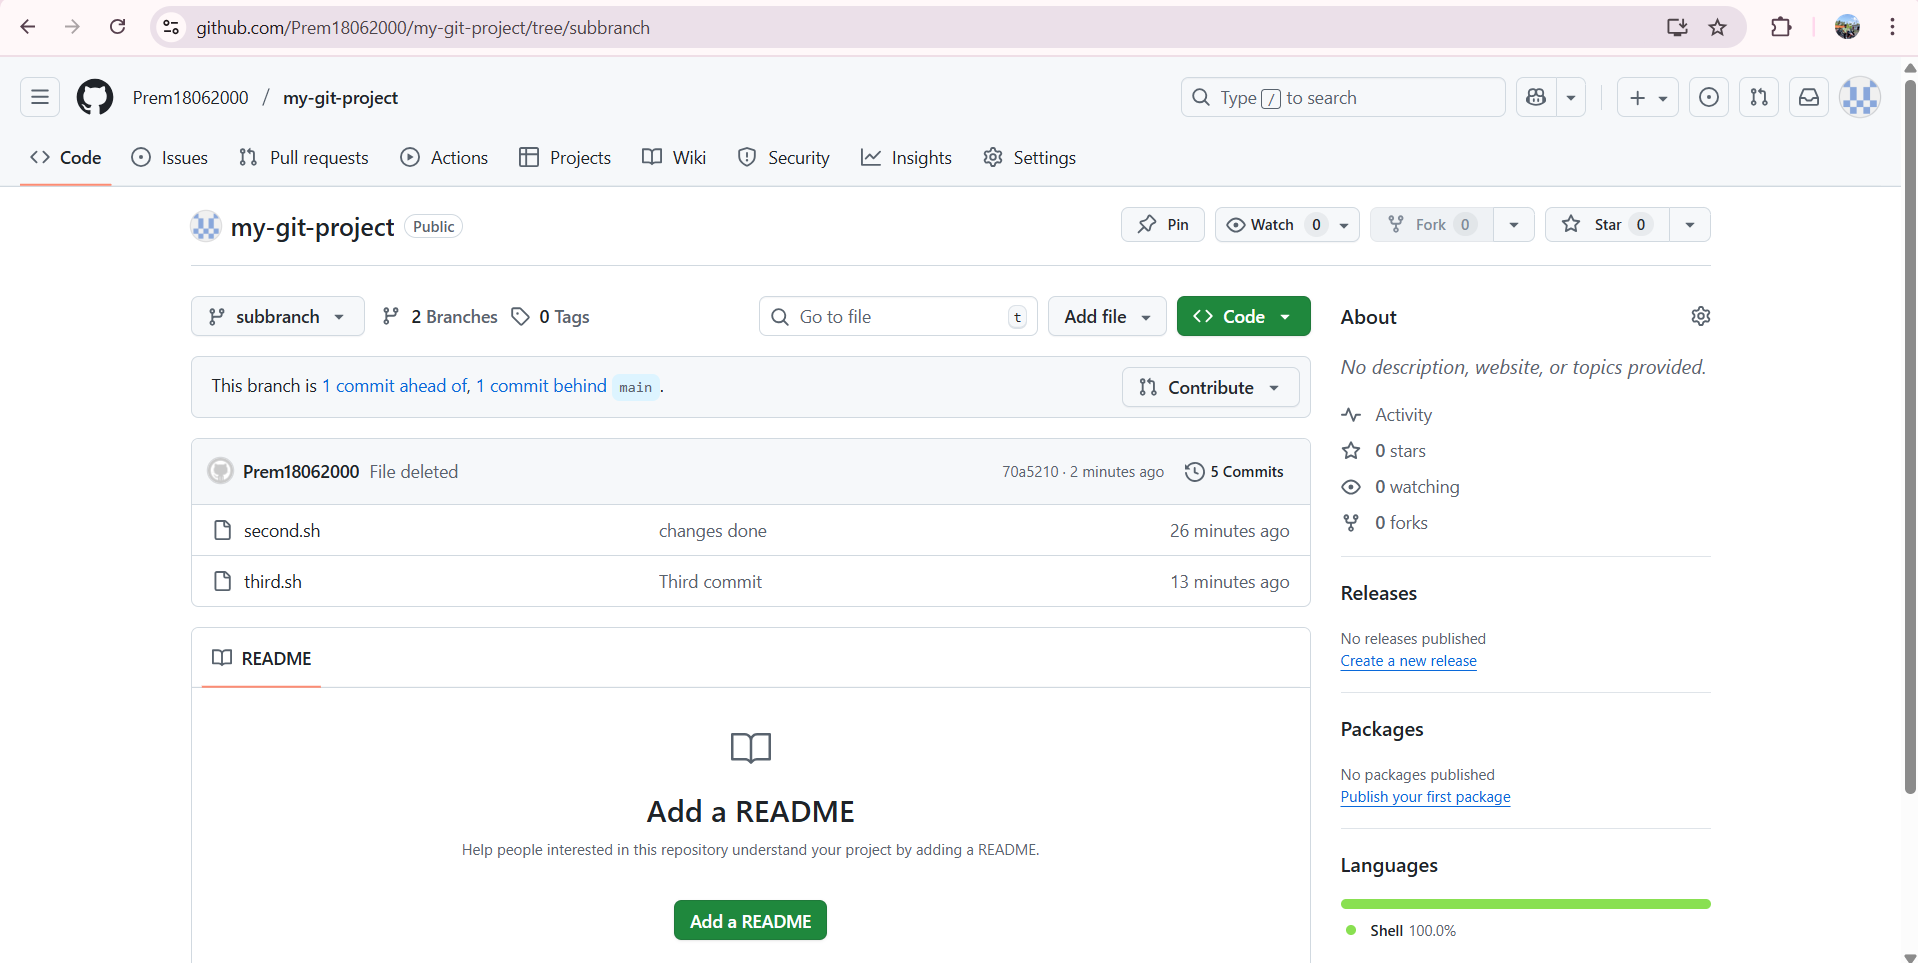 github.com/Prem18062000/my-git-project/tree/subbranch
Prem18062000 / my-git-project
Type / to search
Code Issues Pull requests Actions Projects Wiki Security Insights Settings
my-git-project Public
Pin Watch 0 Fork 0 Star 0
subbranch 2 Branches 0 Tags Go to file t Add file Code
This branch is 1 commit ahead of, 1 commit behind main .
Contribute
Prem18062000 File deleted 70a5210 · 2 minutes ago 5 Commits
second.sh changes done 26 minutes ago
third.sh Third commit 13 minutes ago
README
Add a README
Help people interested in this repository understand your project by adding a README.
Add a README
About
No description, website, or topics provided.
Activity
0 stars
0 watching
0 forks
Releases
No releases published
Create a new release
Packages
No packages published
Publish your first package
Languages
Shell 100.0%